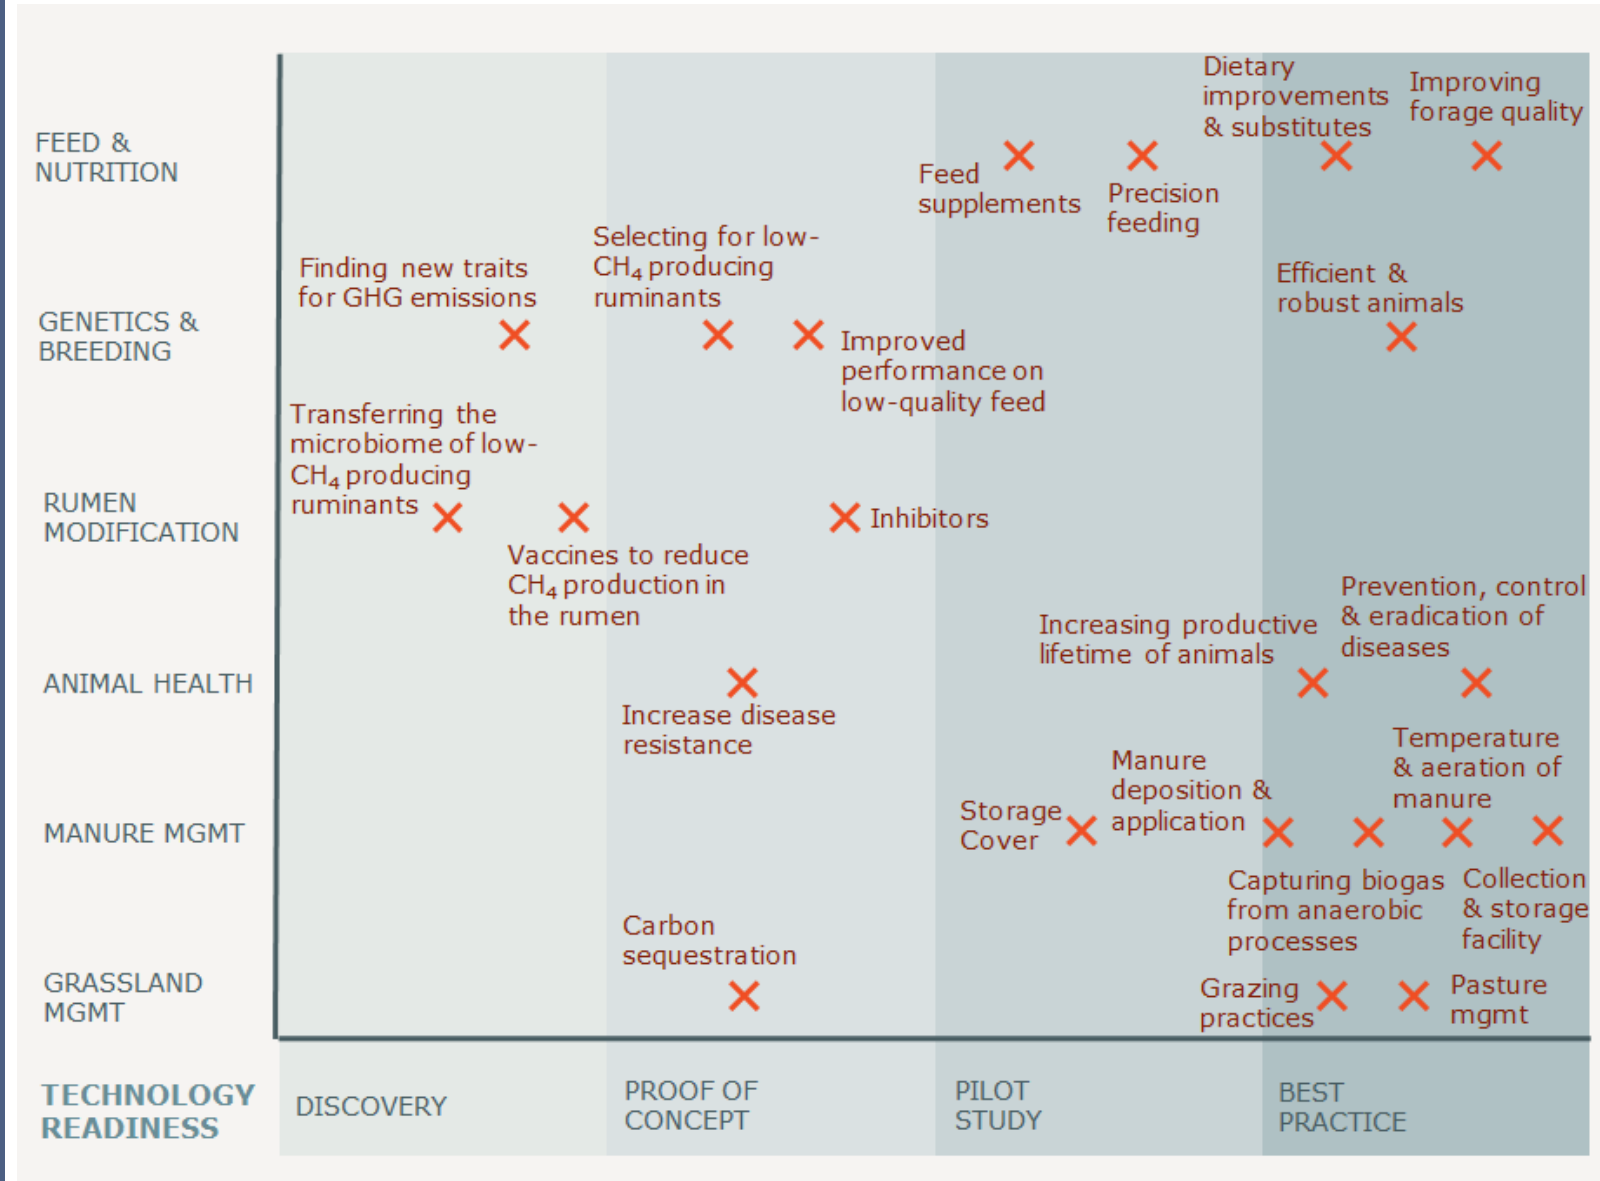 Dietary
improvements
& substitutes
Improving
forage quality
FEED &
NUTRITION
Feed
supplements
Precision
feeding
Finding new traits
for GHG emissions
Selecting for low-
CH₄ producing
ruminants
Efficient &
robust animals
GENETICS &
BREEDING
Improved
performance on
low-quality feed
Transferring the
microbiome of low-
CH₄ producing
ruminants
RUMEN
MODIFICATION
Inhibitors
Vaccines to reduce
CH₄ production in
the rumen
Increasing productive
lifetime of animals
Prevention, control
& eradication of
diseases
ANIMAL HEALTH
Increase disease
resistance
Storage
Cover
Manure
deposition &
application
Temperature
& aeration of
manure
MANURE MGMT
Capturing biogas
from anaerobic
processes
Collection
& storage
facility
Carbon
sequestration
GRASSLAND
MGMT
Grazing
practices
Pasture
mgmt
TECHNOLOGY
READINESS
DISCOVERY
PROOF OF
CONCEPT
PILOT
STUDY
BEST
PRACTICE